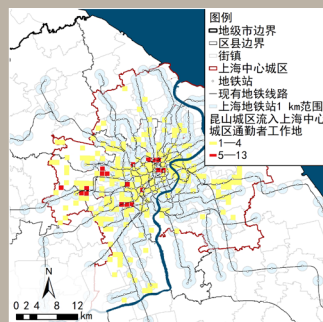 图例
地级市边界
区县边界
街镇
上海中心城区
地铁站
现有地铁线路
上海地铁站1 km范围
昆山城区流入上海中心
城区通勤者工作地
1—4
5—13
N
0 2 4 8 12
km